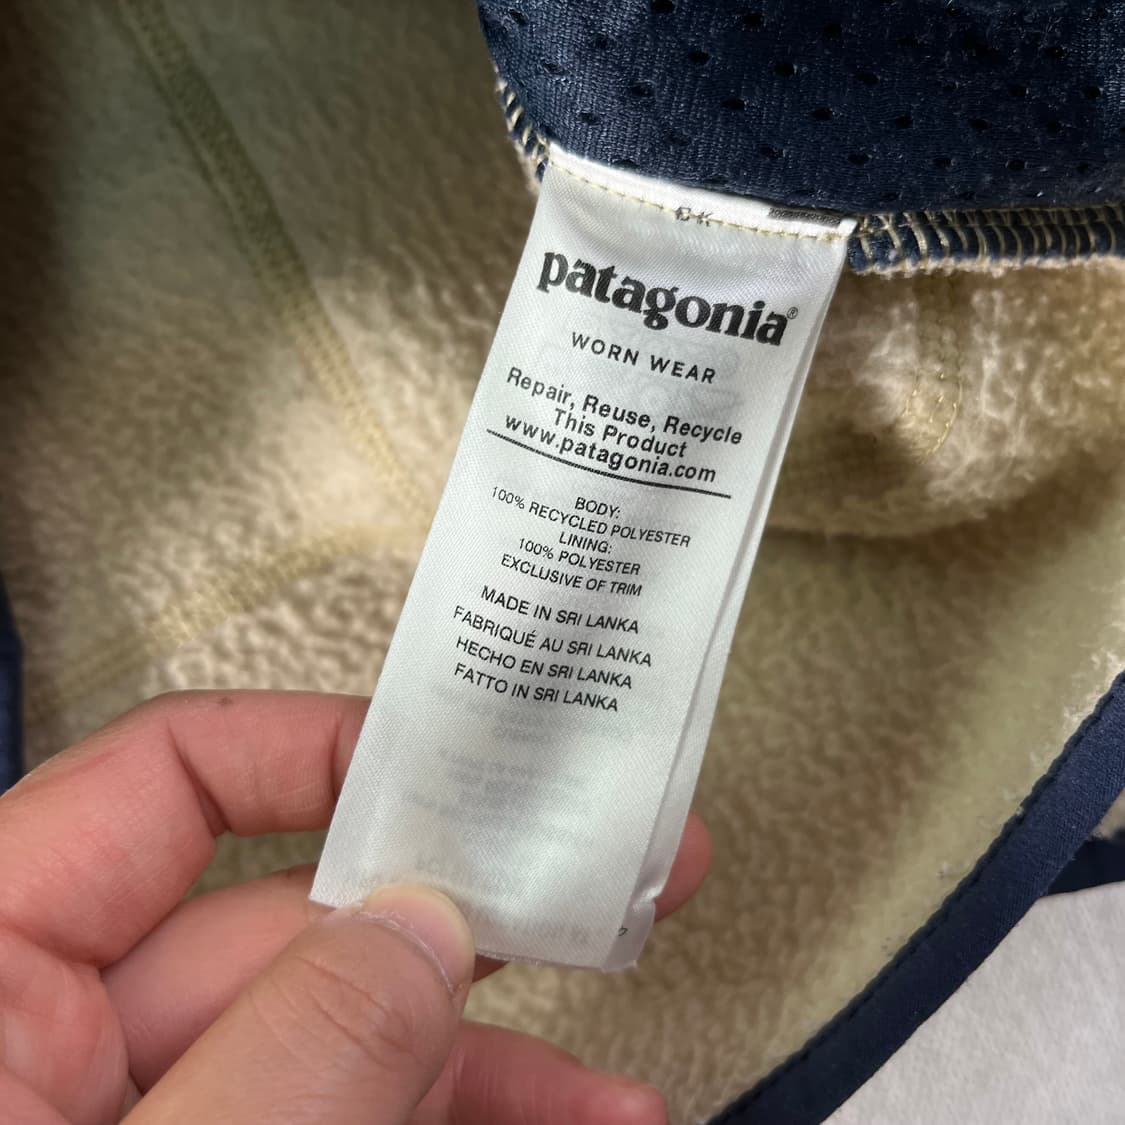 patagonia®
WORN WEAR
Repair, Reuse, Recycle
This Product
www.patagonia.com
BODY:
100% RECYCLED POLYESTER
LINING:
100% POLYESTER
EXCLUSIVE OF TRIM
MADE IN SRI LANKA
FABRIQUÉ AU SRI LANKA
HECHO EN SRI LANKA
FATTO IN SRI LANKA